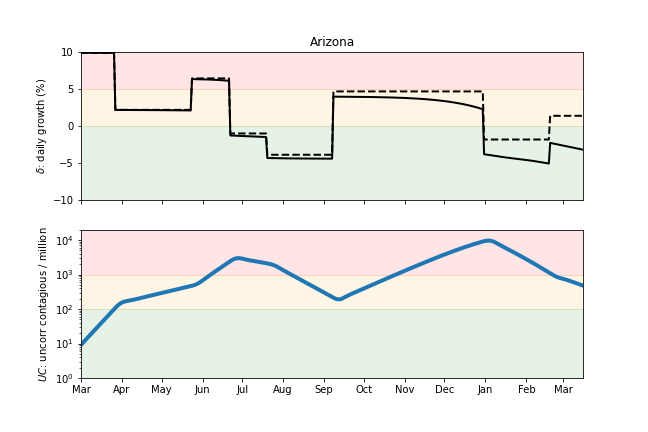 Arizona
δ: daily growth (%)
10
5
0
−5
−10
UC: uncorr contagious / million
10⁴
10³
10²
10¹
10⁰
Mar Apr May Jun Jul Aug Sep Oct Nov Dec Jan Feb Mar